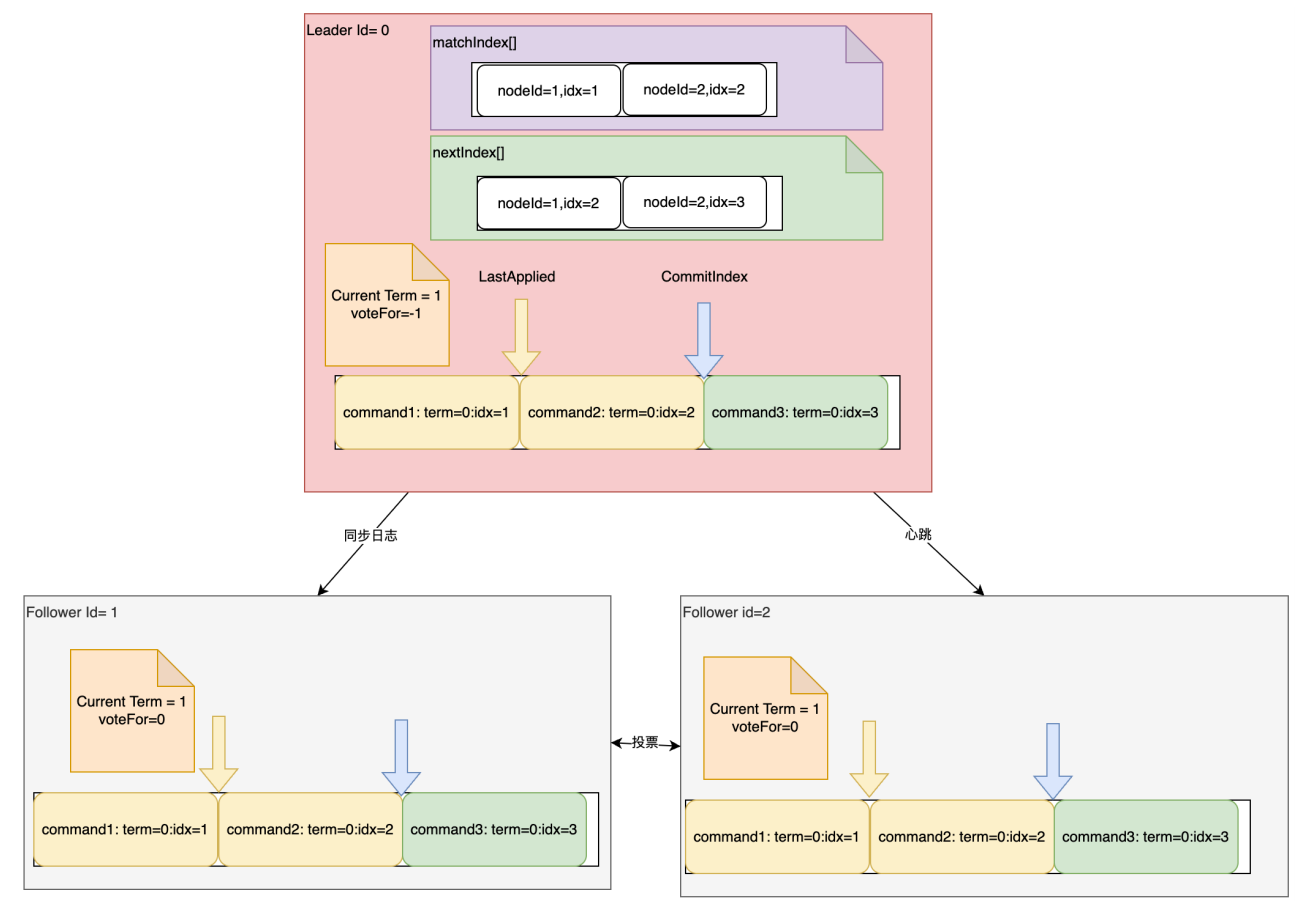 Leader Id= 0
matchIndex[]
nodeId=1,idx=1
nodeId=2,idx=2
nextIndex[]
nodeId=1,idx=2
nodeId=2,idx=3
Current Term = 1
voteFor=-1
LastApplied
CommitIndex
command1: term=0:idx=1
command2: term=0:idx=2
command3: term=0:idx=3
同步日志
心跳
Follower Id= 1
Current Term = 1
voteFor=0
command1: term=0:idx=1
command2: term=0:idx=2
command3: term=0:idx=3
投票
Follower id=2
Current Term = 1
voteFor=0
command1: term=0:idx=1
command2: term=0:idx=2
command3: term=0:idx=3